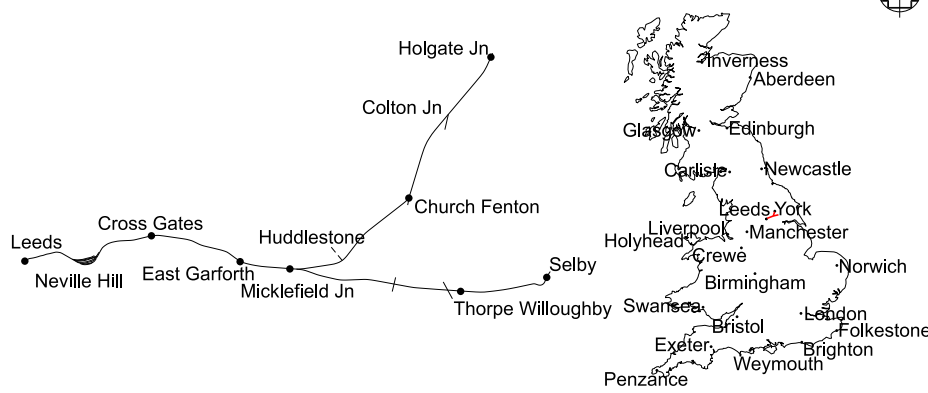 Holgate Jn
Colton Jn
Church Fenton
Huddlestone
Cross Gates
Leeds
Neville Hill
East Garforth
Micklefield Jn
Selby
Thorpe Willoughby
Inverness
Aberdeen
Glasgow
Edinburgh
Carlisle
Newcastle
Leeds York
Liverpool
Manchester
Holyhead
Crewe
Norwich
Birmingham
Swansea
London
Bristol
Folkestone
Exeter
Brighton
Weymouth
Penzance